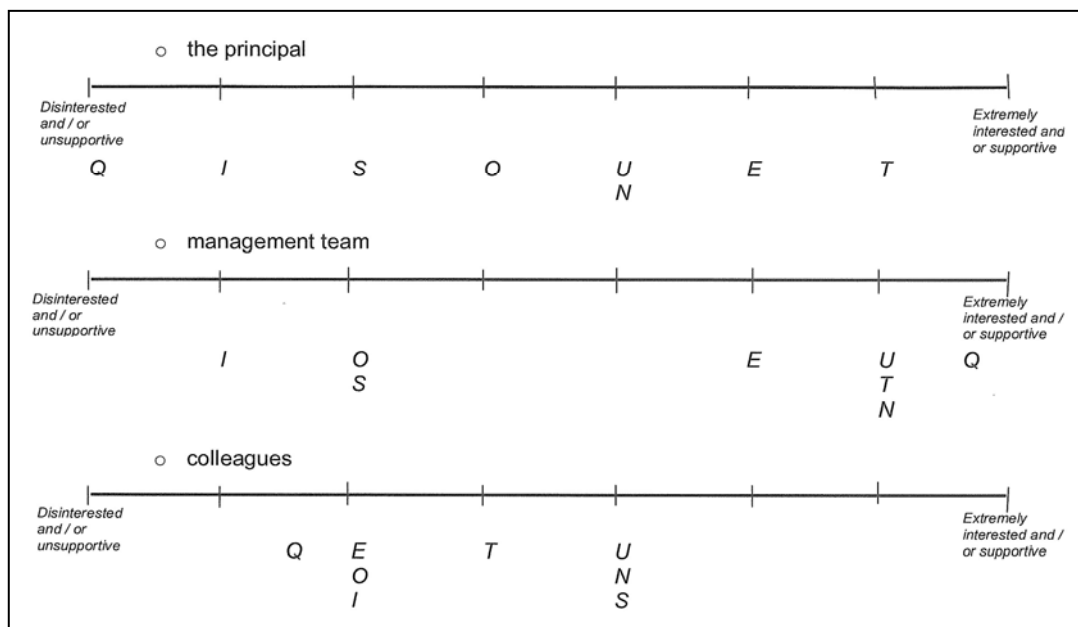 ○ the principal
Disinterested
and / or
unsupportive
Extremely
interested and
or supportive
Q I S O U E T
N
○ management team
Disinterested
and / or
unsupportive
Extremely
interested and /
or supportive
I O E U Q
S T
N
○ colleagues
Disinterested
and / or
unsupportive
Extremely
interested and /
or supportive
Q E T U
O N
I S